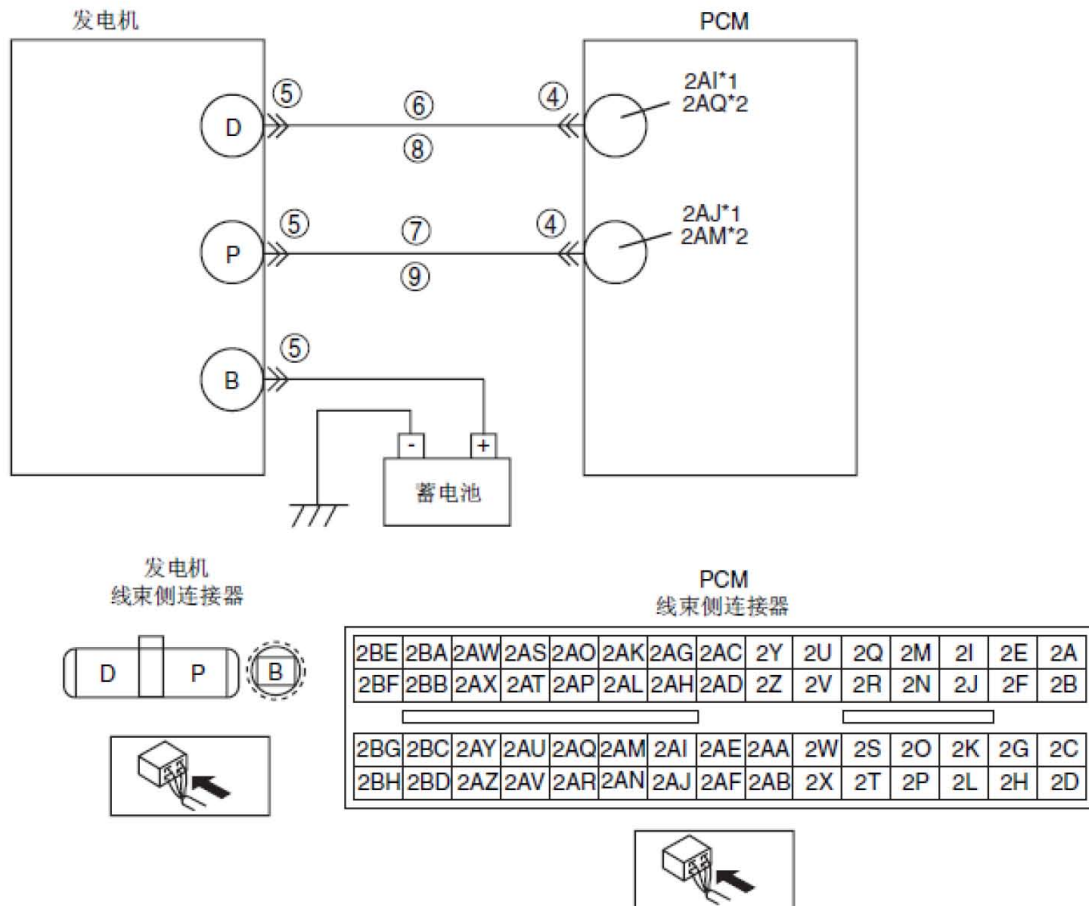 发电机
PCM
D
⑤
⑥
⑧
④
2AI*1
2AQ*2
P
⑤
⑦
⑨
④
2AJ*1
2AM*2
B
⑤
- +
蓄电池
发电机
线束侧连接器
D P B
PCM
线束侧连接器
2BE 2BA 2AW 2AS 2AO 2AK 2AG 2AC 2Y 2U 2Q 2M 2I 2E 2A
2BF 2BB 2AX 2AT 2AP 2AL 2AH 2AD 2Z 2V 2R 2N 2J 2F 2B
2BG 2BC 2AY 2AU 2AQ 2AM 2AI 2AE 2AA 2W 2S 2O 2K 2G 2C
2BH 2BD 2AZ 2AV 2AR 2AN 2AJ 2AF 2AB 2X 2T 2P 2L 2H 2D